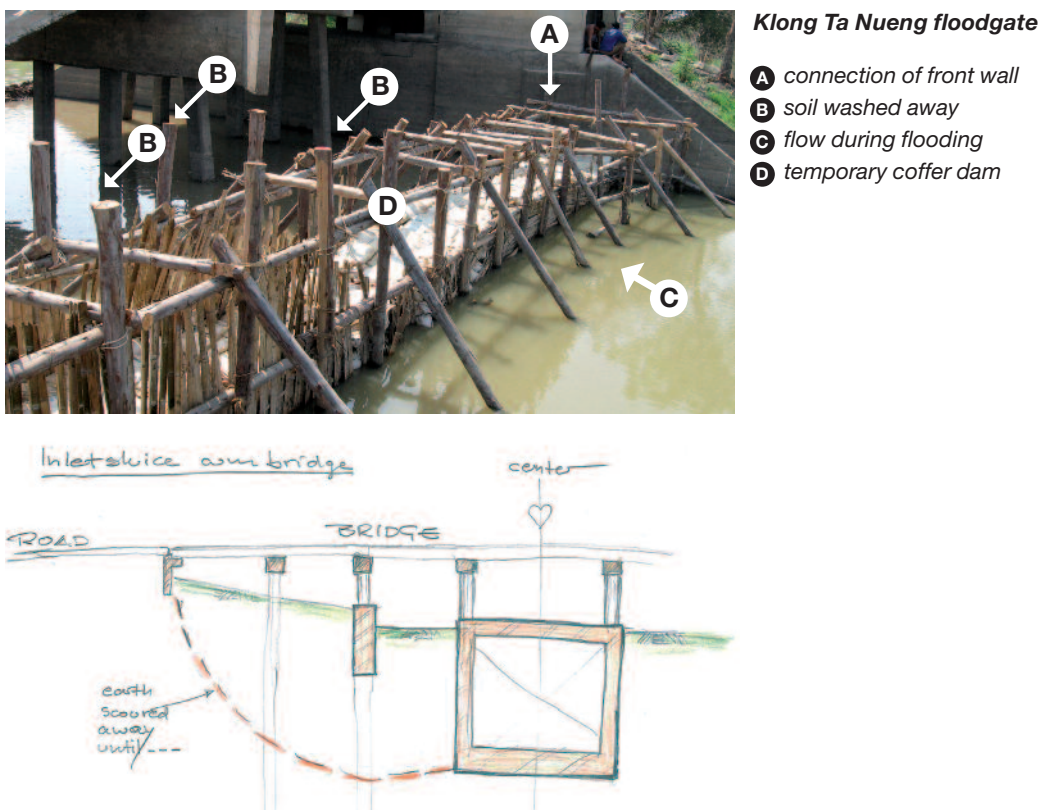 Klong Ta Nueng floodgate
A connection of front wall
B soil washed away
C flow during flooding
D temporary coffer dam
A
B
B
B
D
C
Inletsluice cum bridge
center
ROAD
BRIDGE
earth
scoured
away
until ---